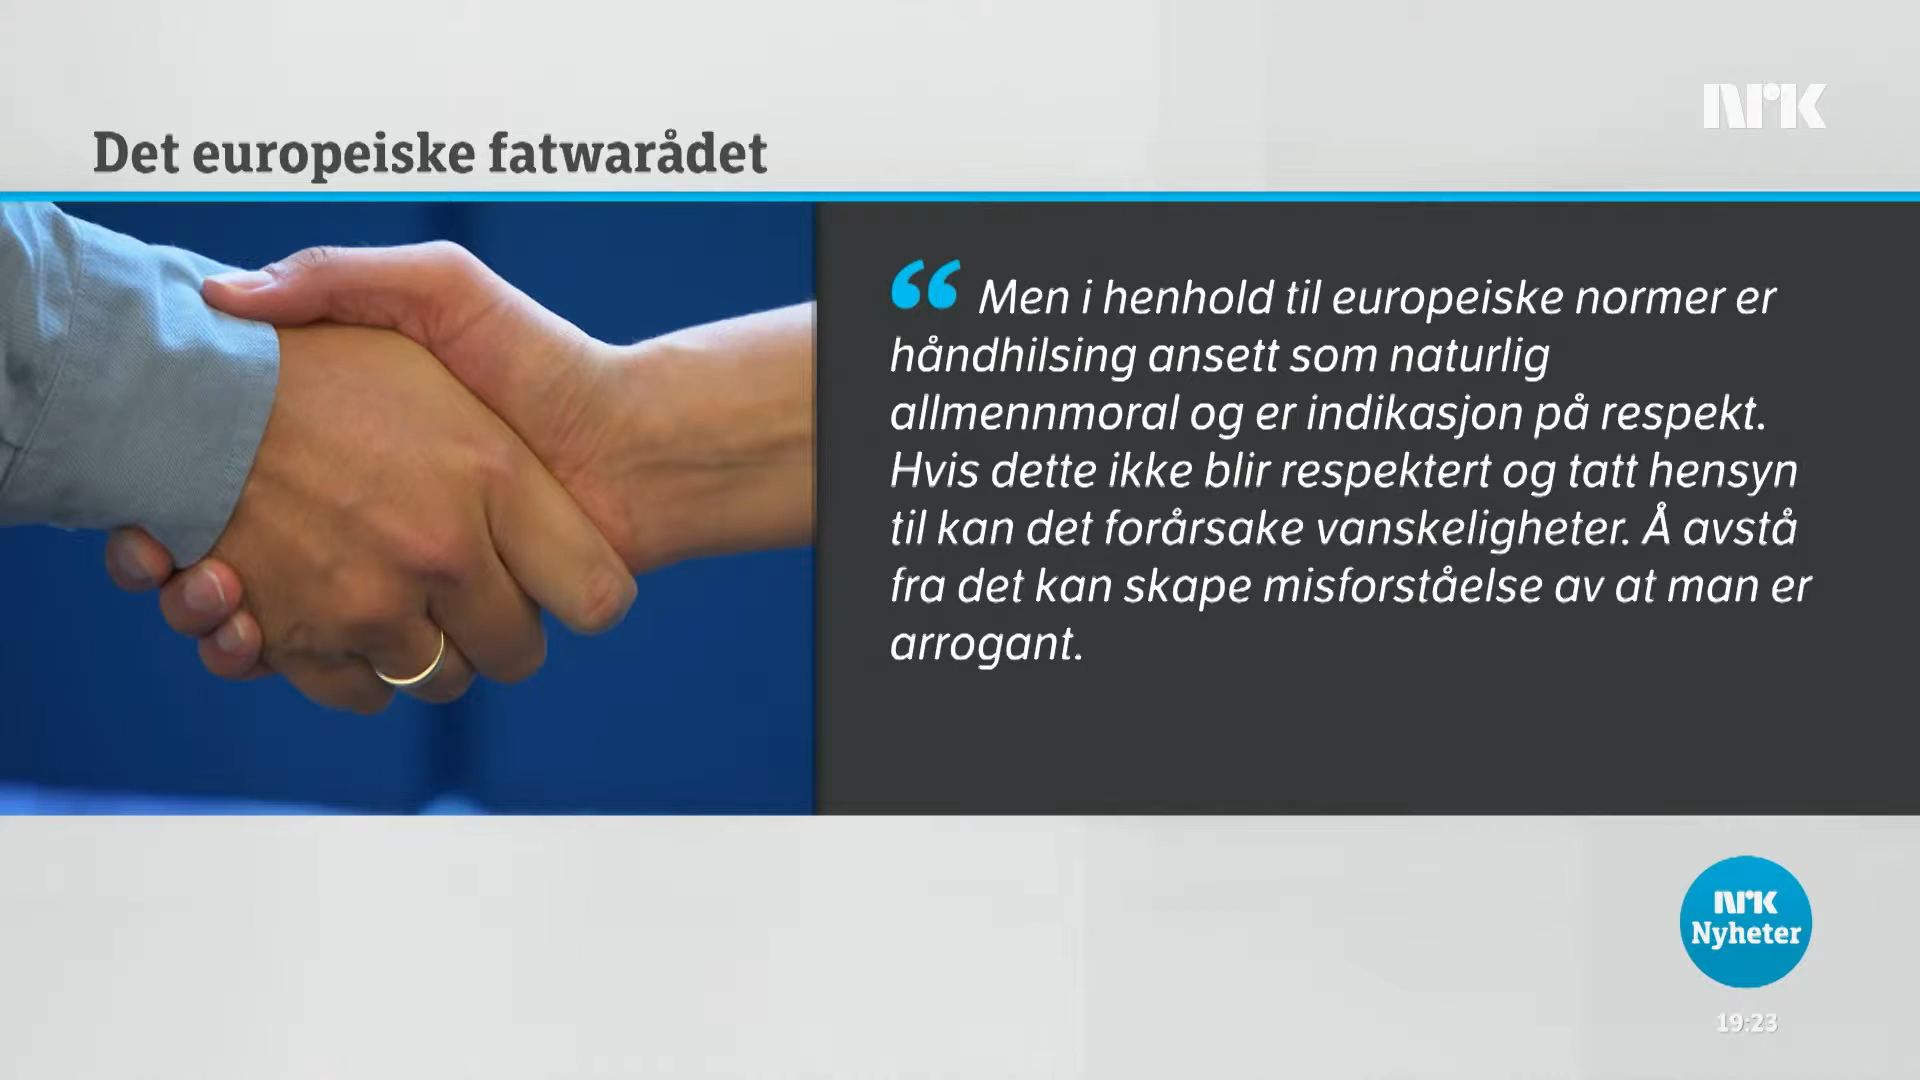 NRK
Det europeiske fatwarådet
“ Men i henhold til europeiske normer er
håndhilsing ansett som naturlig
allmennmoral og er indikasjon på respekt.
Hvis dette ikke blir respektert og tatt hensyn
til kan det forårsake vanskeligheter. Å avstå
fra det kan skape misforståelse av at man er
arrogant.
NRK
Nyheter
19:23